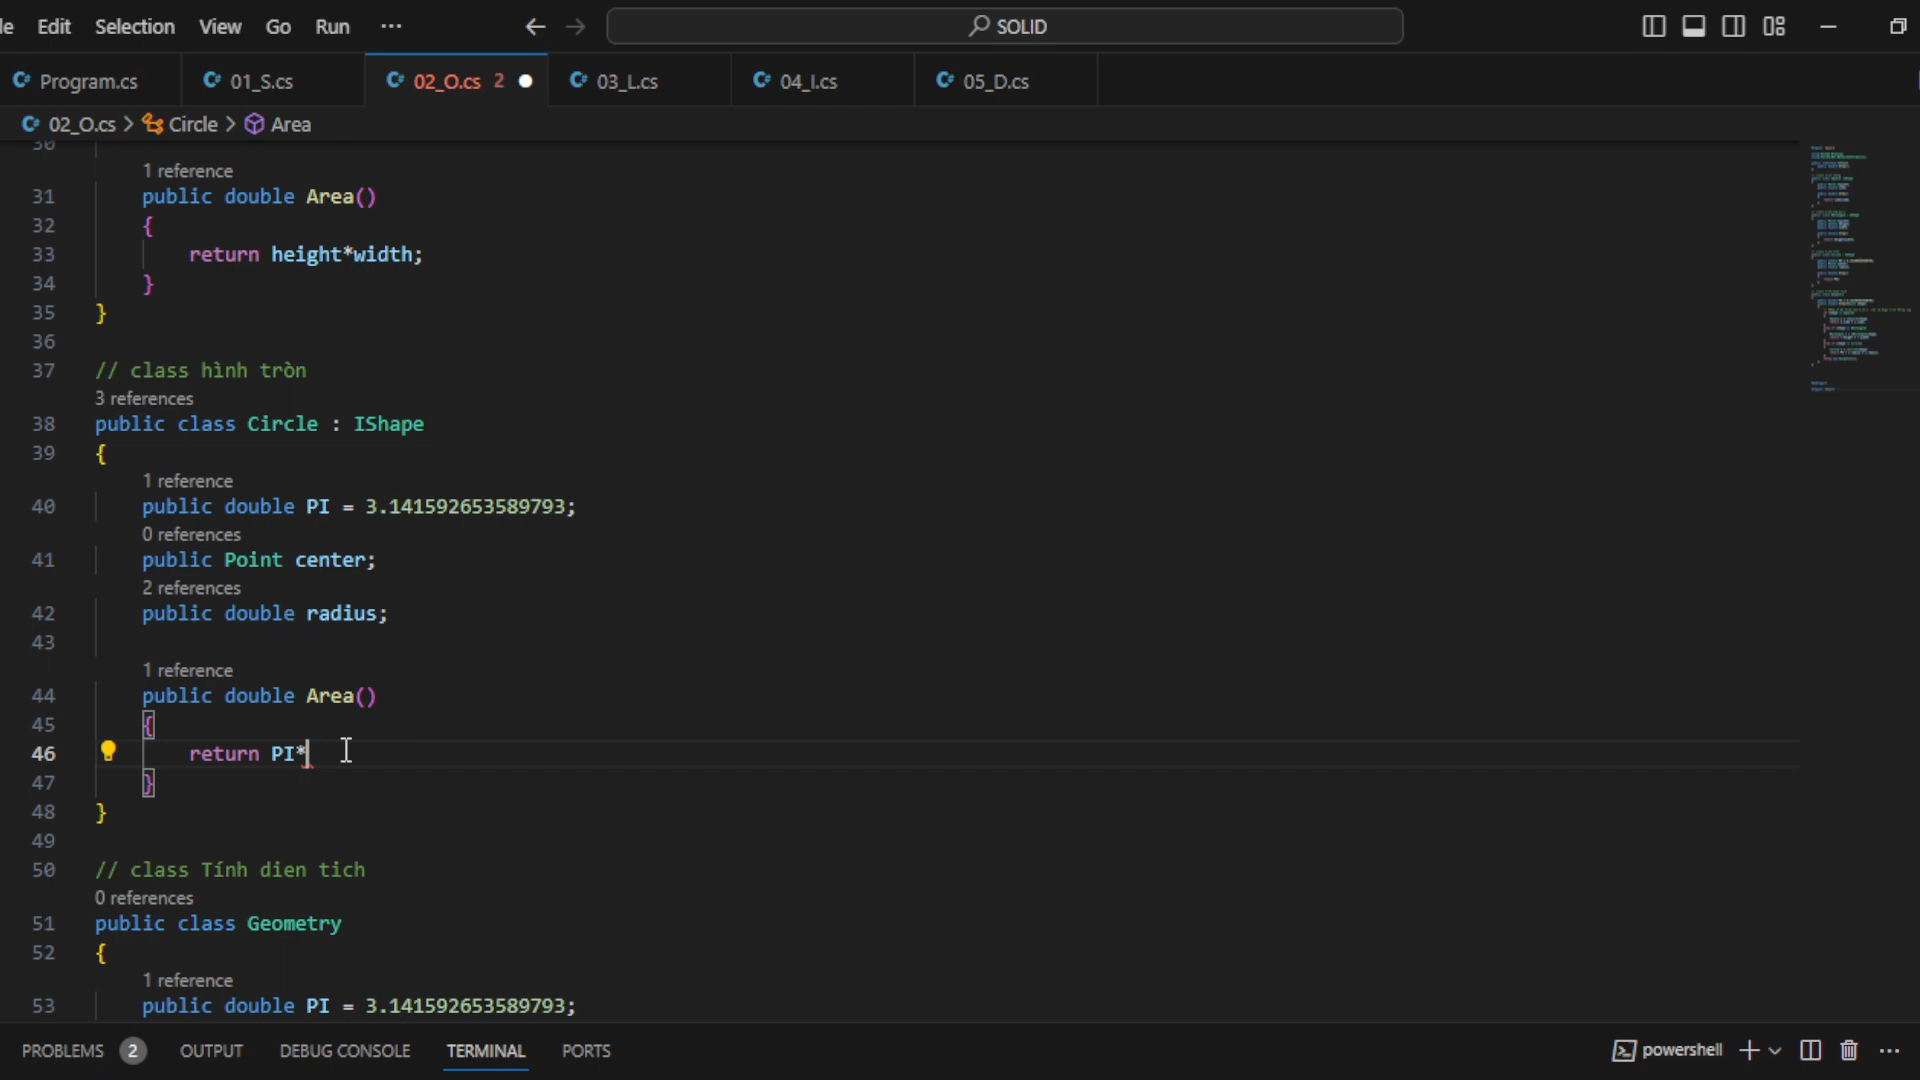 le Edit Selection View Go Run ··· SOLID
Program.cs 01_S.cs 02_O.cs 2 03_L.cs 04_I.cs 05_D.cs
02_O.cs > Circle > Area
30
1 reference
31 public double Area()
32 {
33 return height*width;
34 }
35 }
36
37 // class hình tròn
3 references
38 public class Circle : IShape
39 {
1 reference
40 public double PI = 3.141592653589793;
0 references
41 public Point center;
2 references
42 public double radius;
43
1 reference
44 public double Area()
45 {
46 return PI*
47 }
48 }
49
50 // class Tính dien tich
0 references
51 public class Geometry
52 {
1 reference
53 public double PI = 3.141592653589793;
PROBLEMS 2 OUTPUT DEBUG CONSOLE TERMINAL PORTS powershell